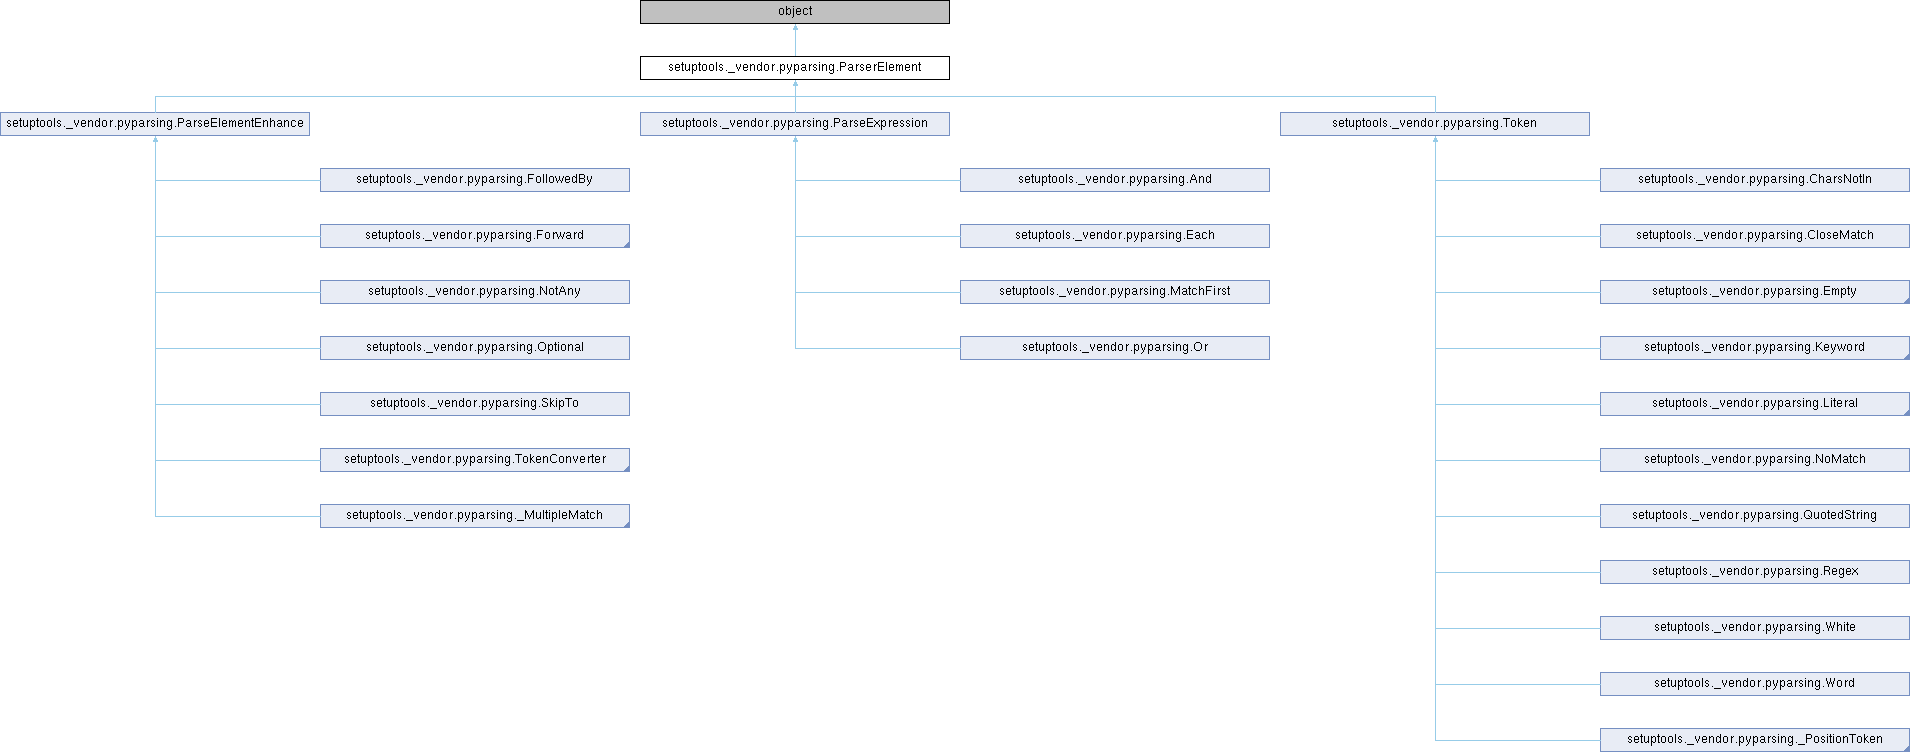 object
setuptools._vendor.pyparsing.ParserElement
setuptools._vendor.pyparsing.ParseElementEnhance
setuptools._vendor.pyparsing.ParseExpression
setuptools._vendor.pyparsing.Token
setuptools._vendor.pyparsing.FollowedBy
setuptools._vendor.pyparsing.And
setuptools._vendor.pyparsing.CharsNotIn
setuptools._vendor.pyparsing.Forward
setuptools._vendor.pyparsing.Each
setuptools._vendor.pyparsing.CloseMatch
setuptools._vendor.pyparsing.NotAny
setuptools._vendor.pyparsing.MatchFirst
setuptools._vendor.pyparsing.Empty
setuptools._vendor.pyparsing.Optional
setuptools._vendor.pyparsing.Or
setuptools._vendor.pyparsing.Keyword
setuptools._vendor.pyparsing.SkipTo
setuptools._vendor.pyparsing.Literal
setuptools._vendor.pyparsing.TokenConverter
setuptools._vendor.pyparsing.NoMatch
setuptools._vendor.pyparsing._MultipleMatch
setuptools._vendor.pyparsing.QuotedString
setuptools._vendor.pyparsing.Regex
setuptools._vendor.pyparsing.White
setuptools._vendor.pyparsing.Word
setuptools._vendor.pyparsing._PositionToken